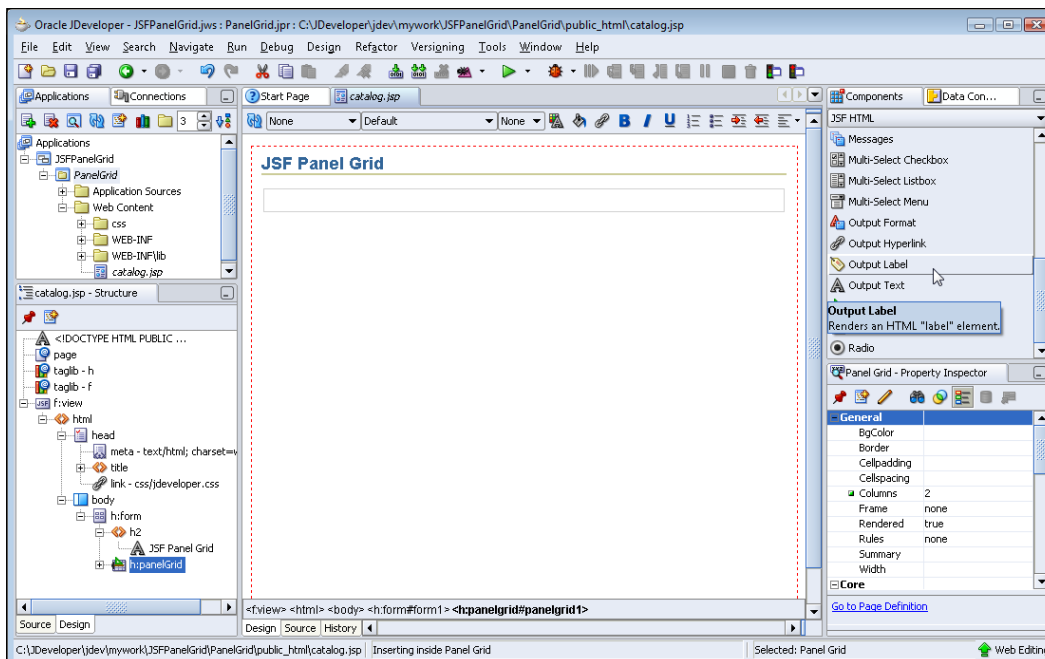 Oracle JDeveloper - JSFPanelGrid.jws : PanelGrid.jpr : C:\JDeveloper\jdev\mywork\JSFPanelGrid\PanelGrid\public_html\catalog.jsp
File Edit View Search Navigate Run Debug Design Refactor Versioning Tools Window Help
Applications Connections
3
Applications
JSFPanelGrid
PanelGrid
Application Sources
Web Content
css
WEB-INF
WEB-INF\lib
catalog.jsp
catalog.jsp - Structure
<!DOCTYPE HTML PUBLIC ...
page
taglib - h
taglib - f
JSF f:view
html
head
meta - text/html; charset=w
title
link - css/jdeveloper.css
body
h:form
h2
JSF Panel Grid
h:panelGrid
Source Design
Start Page catalog.jsp
None Default None B I U
JSF Panel Grid
<f:view> <html> <body> <h:form#form1> <h:panelgrid#panelgrid1>
Design Source History
Components Data Con...
JSF HTML
Messages
Multi-Select Checkbox
Multi-Select Listbox
Multi-Select Menu
Output Format
Output Hyperlink
Output Label
Output Text
Output Label
Renders an HTML "label" element.
Radio
Panel Grid - Property Inspector
General
BgColor
Border
Cellpadding
Cellspacing
Columns 2
Frame none
Rendered true
Rules none
Summary
Width
Core
Go to Page Definition
C:\JDeveloper\jdev\mywork\JSFPanelGrid\PanelGrid\public_html\catalog.jsp Inserting inside Panel Grid Selected: Panel Grid Web Editing